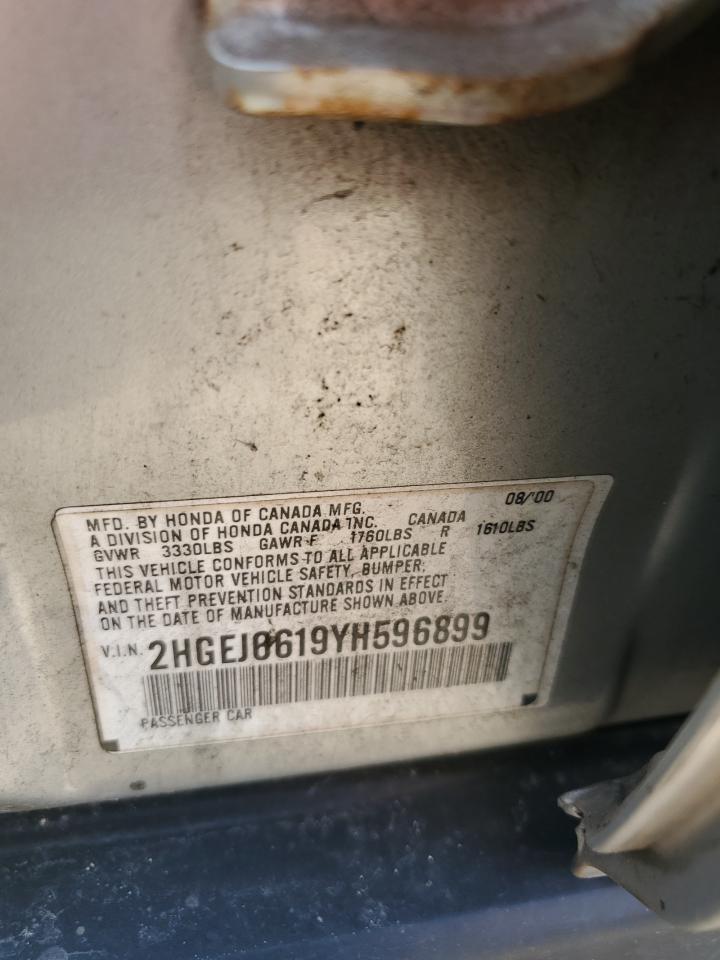 08/'00
MFD. BY HONDA OF CANADA MFG.
A DIVISION OF HONDA CANADA INC. CANADA
GVWR 3330LBS GAWR F 1760LBS R 1610LBS
THIS VEHICLE CONFORMS TO ALL APPLICABLE
FEDERAL MOTOR VEHICLE SAFETY, BUMPER,
AND THEFT PREVENTION STANDARDS IN EFFECT
ON THE DATE OF MANUFACTURE SHOWN ABOVE.
V.I.N. 2HGEJ6619YH596899
PASSENGER CAR